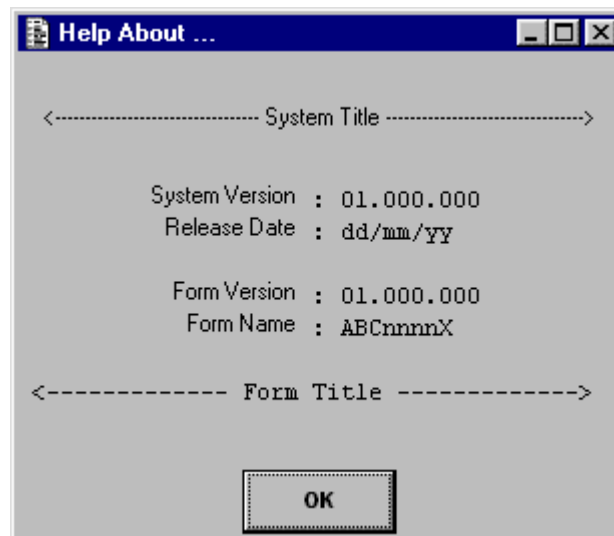 Help About ...
<---------------------------------- System Title --------------------------------->
System Version : 01.000.000
Release Date : dd/mm/yy
Form Version : 01.000.000
Form Name : ABCnnnnX
<------------- Form Title ------------->
OK